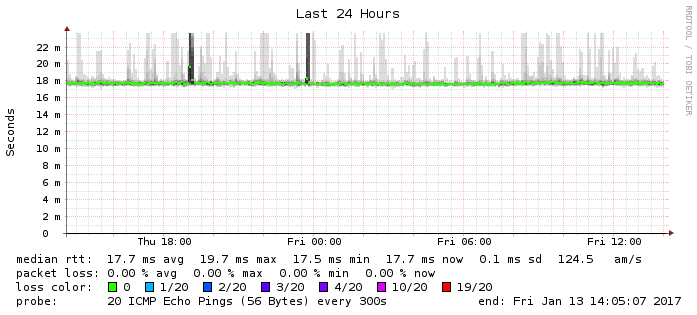 Last 24 Hours
RRDTOOL / TOBI OETIKER
Seconds
22 m
20 m
18 m
16 m
14 m
12 m
10 m
8 m
6 m
4 m
2 m
0
Thu 18:00 Fri 00:00 Fri 06:00 Fri 12:00
median rtt: 17.7 ms avg 19.7 ms max 17.5 ms min 17.7 ms now 0.1 ms sd 124.5 am/s
packet loss: 0.00 % avg 0.00 % max 0.00 % min 0.00 % now
loss color: 0 1/20 2/20 3/20 4/20 10/20 19/20
probe: 20 ICMP Echo Pings (56 Bytes) every 300s end: Fri Jan 13 14:05:07 2017